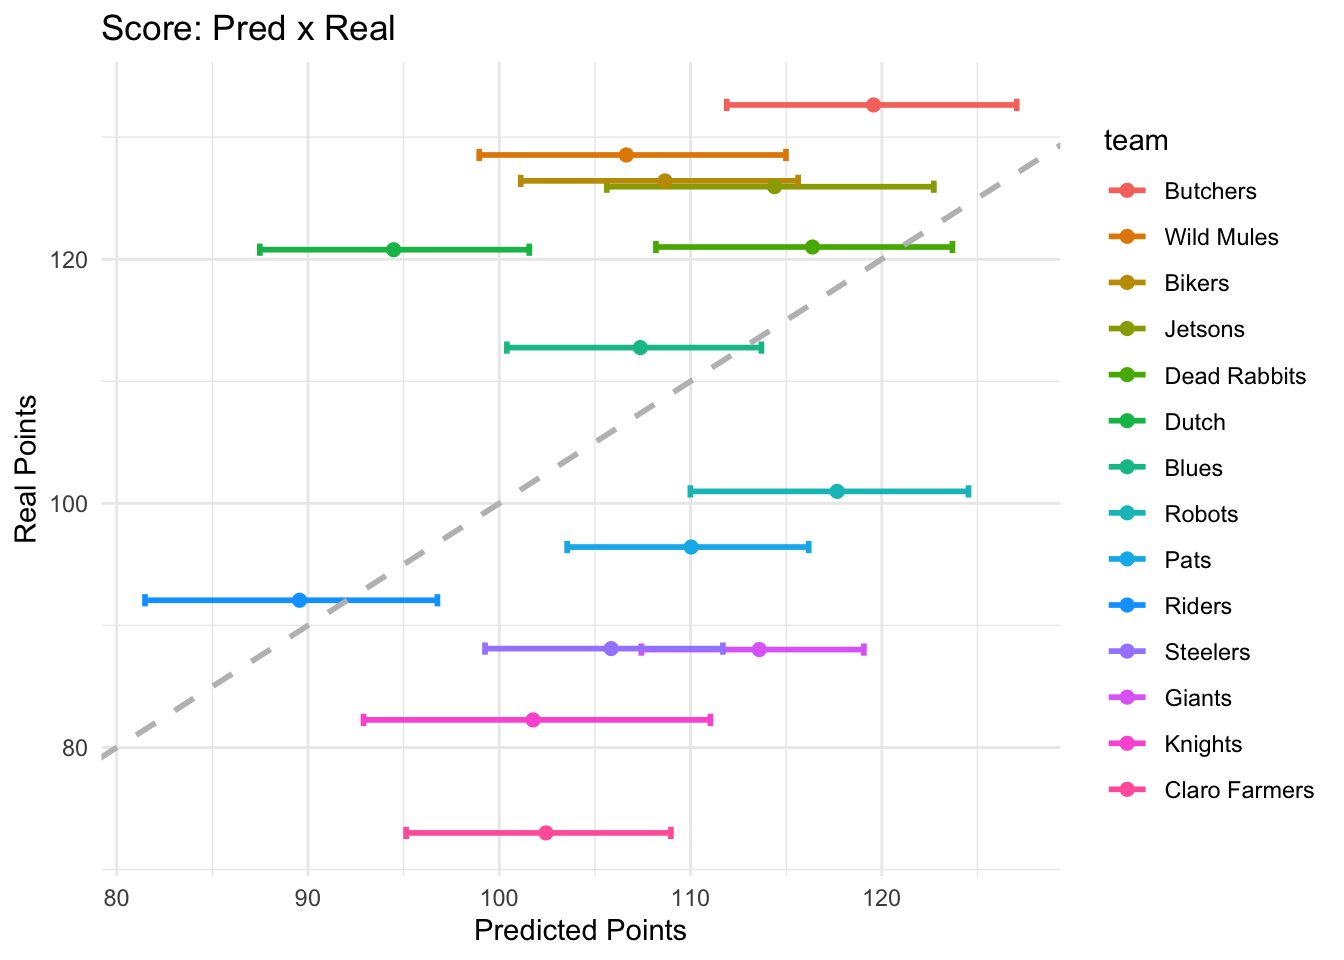 Score: Pred x Real
Real Points
120
100
80
80
90
100
110
120
Predicted Points
team
Butchers
Wild Mules
Bikers
Jetsons
Dead Rabbits
Dutch
Blues
Robots
Pats
Riders
Steelers
Giants
Knights
Claro Farmers